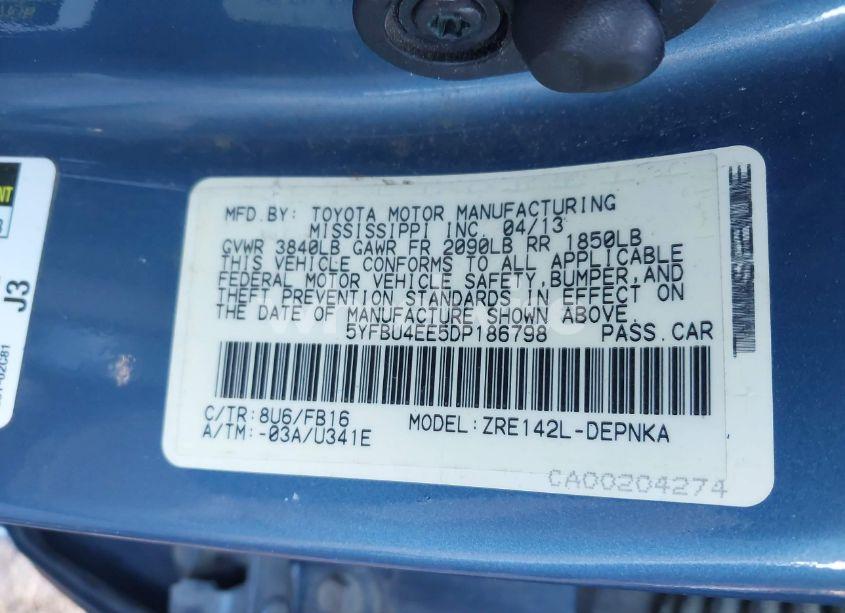 MFD. BY: TOYOTA MOTOR MANUFACTURING
MISSISSIPPI INC. 04/13
GVWR 3840LB GAWR FR 2090LB RR 1850LB
THIS VEHICLE CONFORMS TO ALL APPLICABLE
FEDERAL MOTOR VEHICLE SAFETY, BUMPER, AND
THEFT PREVENTION STANDARDS IN EFFECT ON
THE DATE OF MANUFACTURE SHOWN ABOVE.
5YFBU4EE5DP186798 PASS. CAR
C/TR: 8U6/FB16 MODEL: ZRE142L-DEPNKA
A/TM: -03A/U341E
CA00204274
J3